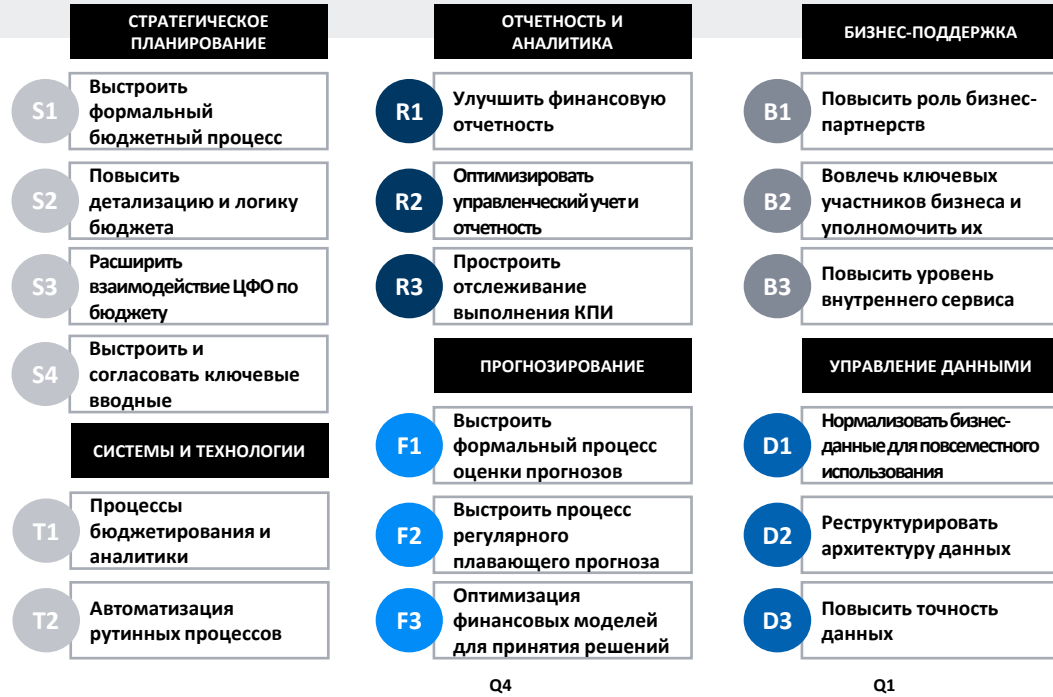 СТРАТЕГИЧЕСКОЕ
ПЛАНИРОВАНИЕ
S1
Выстроить
формальный
бюджетный процесс
S2
Повысить
детализацию и логику
бюджета
S3
Расширить
взаимодействие ЦФО по
бюджету
S4
Выстроить и
согласовать ключевые
вводные
СИСТЕМЫ И ТЕХНОЛОГИИ
T1
Процессы
бюджетирования и
аналитики
T2
Автоматизация
рутинных процессов
ОТЧЕТНОСТЬ И
АНАЛИТИКА
R1
Улучшить финансовую
отчетность
R2
Оптимизировать
управленческий учет и
отчетность
R3
Простроить
отслеживание
выполнения КПИ
ПРОГНОЗИРОВАНИЕ
F1
Выстроить
формальный процесс
оценки прогнозов
F2
Выстроить процесс
регулярного
плавающего прогноза
F3
Оптимизация
финансовых моделей
для принятия решений
Q4
БИЗНЕС-ПОДДЕРЖКА
B1
Повысить роль бизнес-
партнерств
B2
Вовлечь ключевых
участников бизнеса и
уполномочить их
B3
Повысить уровень
внутреннего сервиса
УПРАВЛЕНИЕ ДАННЫМИ
D1
Нормализовать бизнес-
данные для повсеместного
использования
D2
Реструктурировать
архитектуру данных
D3
Повысить точность
данных
Q1